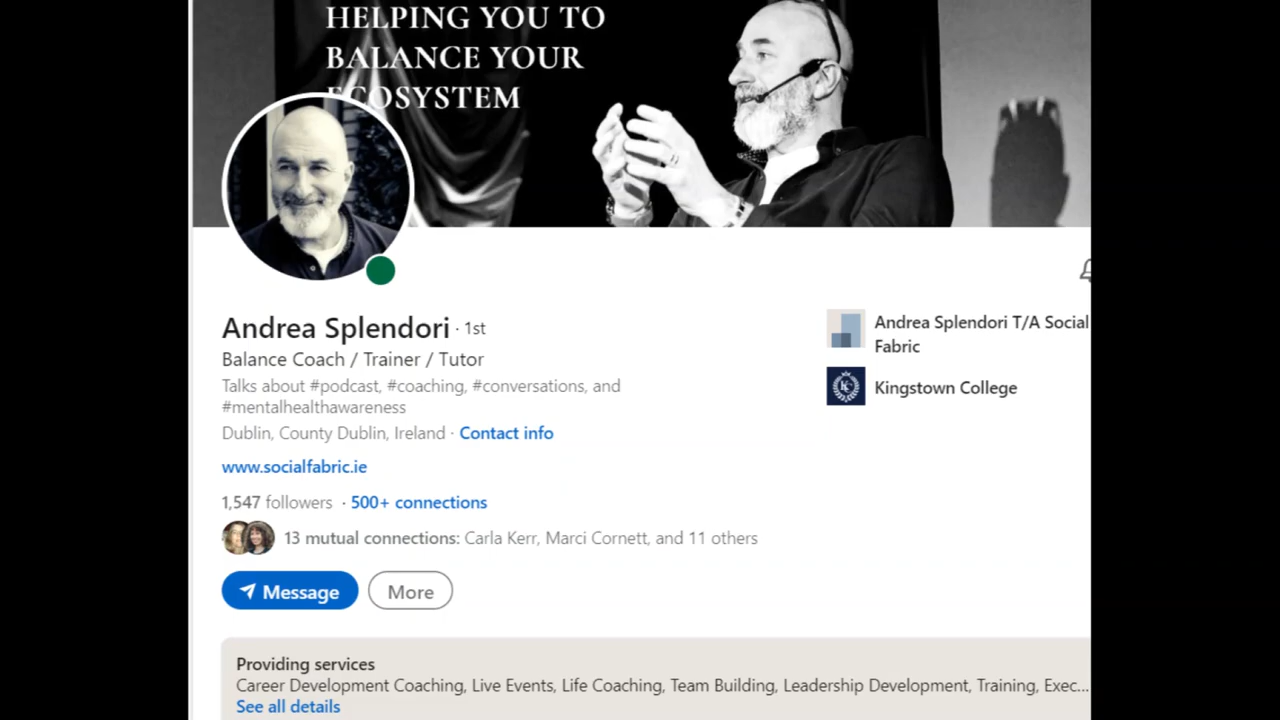 HELPING YOU TO
BALANCE YOUR
ECOSYSTEM
Andrea Splendori · 1st
Balance Coach / Trainer / Tutor
Talks about #podcast, #coaching, #conversations, and
#mentalhealthawareness
Dublin, County Dublin, Ireland · Contact info
www.socialfabric.ie
1,547 followers · 500+ connections
13 mutual connections: Carla Kerr, Marci Cornett, and 11 others
Message
More
Andrea Splendori T/A Social
Fabric
KC
Kingstown College
Providing services
Career Development Coaching, Live Events, Life Coaching, Team Building, Leadership Development, Training, Exec...
See all details